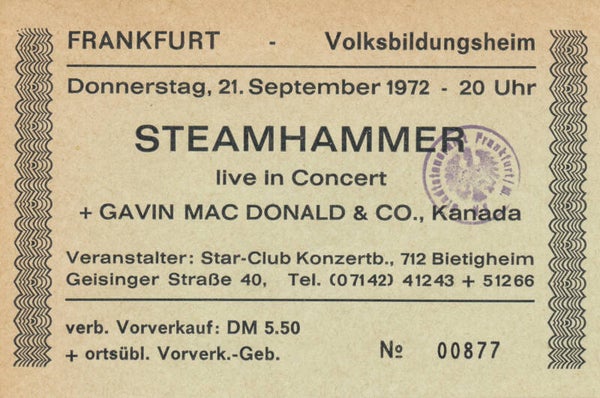 FRANKFURT - Volksbildungsheim
Donnerstag, 21. September 1972 - 20 Uhr
STEAMHAMMER
live in Concert
+ GAVIN MAC DONALD & CO., Kanada
Veranstalter: Star-Club Konzertb., 712 Bietigheim
Geisinger Straße 40, Tel. (07142) 41243 + 51266
verb. Vorverkauf: DM 5.50
+ ortsübl. Vorverk.-Geb.
№ 00877
Frankfurt/M